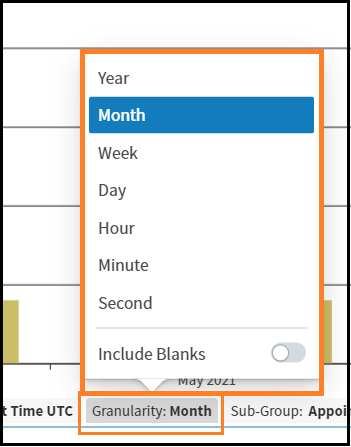 Year
Month
Week
Day
Hour
Minute
Second
Include Blanks
May 2021
t Time UTC Granularity: Month Sub-Group: Appoi